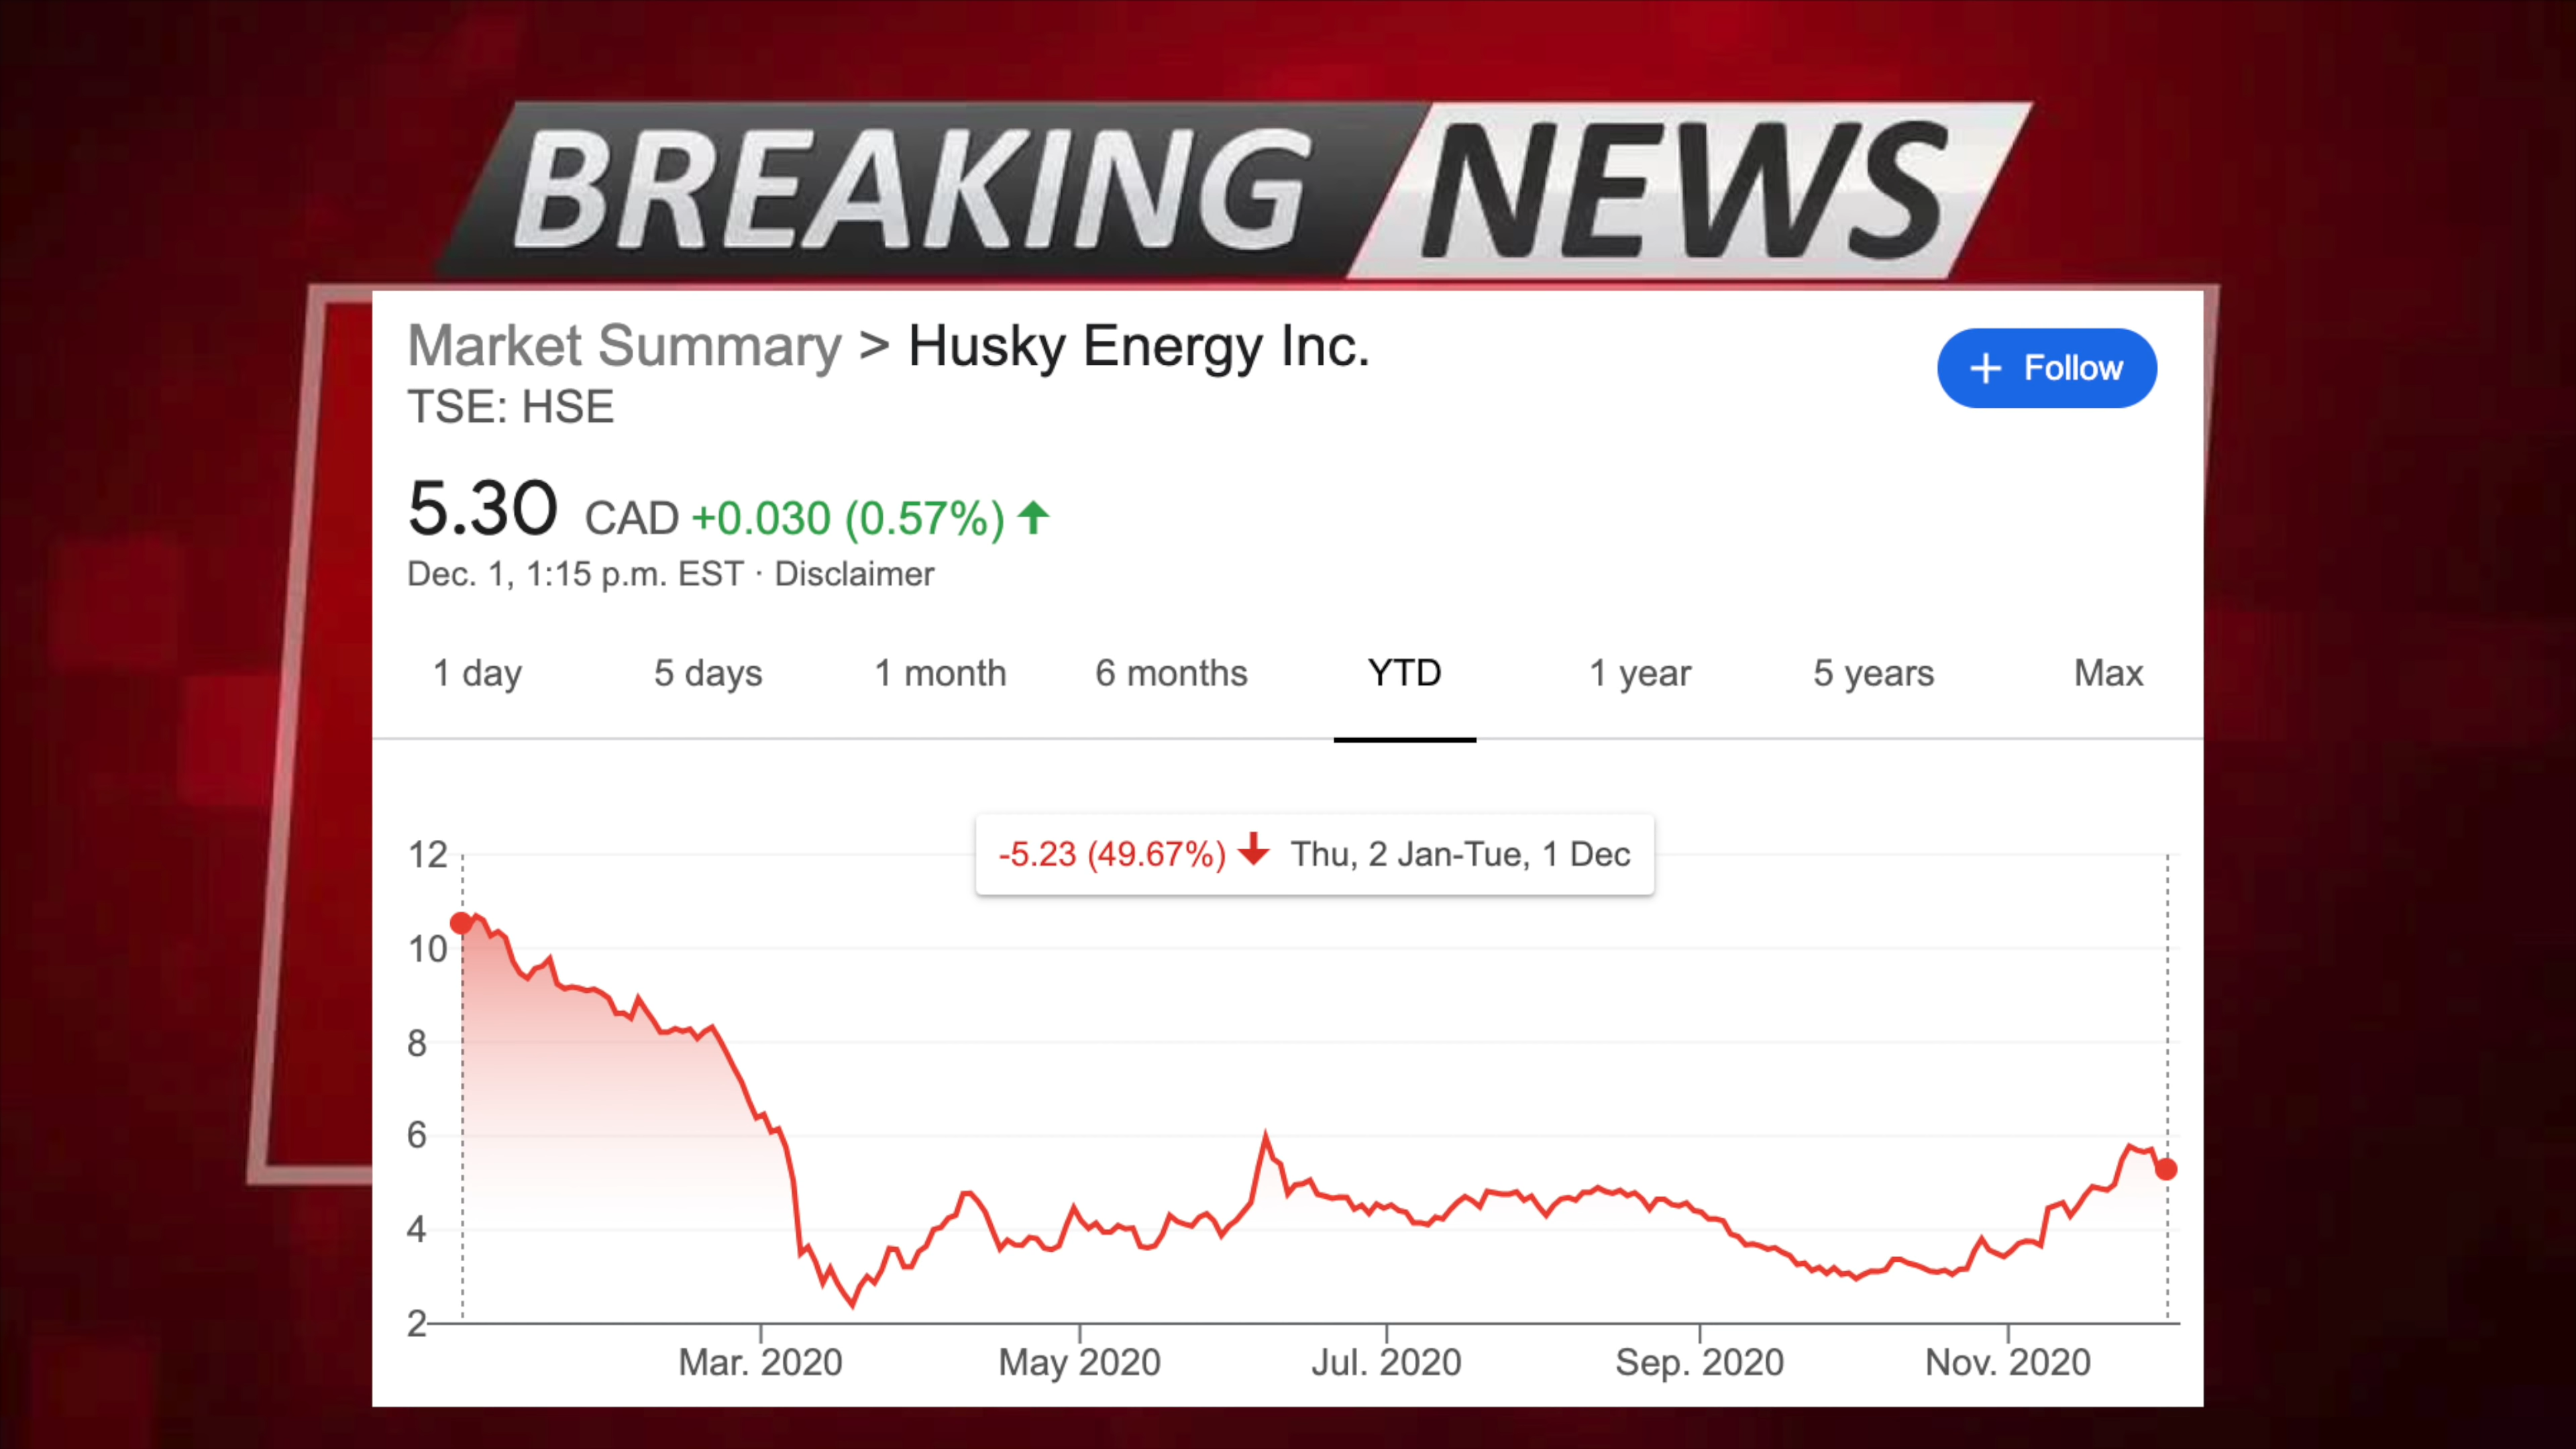 BREAKING NEWS
Market Summary > Husky Energy Inc.
+ Follow
TSE: HSE
5.30 CAD +0.030 (0.57%)
Dec. 1, 1:15 p.m. EST · Disclaimer
1 day 5 days 1 month 6 months YTD 1 year 5 years Max
-5.23 (49.67%) Thu, 2 Jan-Tue, 1 Dec
12
10
8
6
4
2
Mar. 2020 May 2020 Jul. 2020 Sep. 2020 Nov. 2020